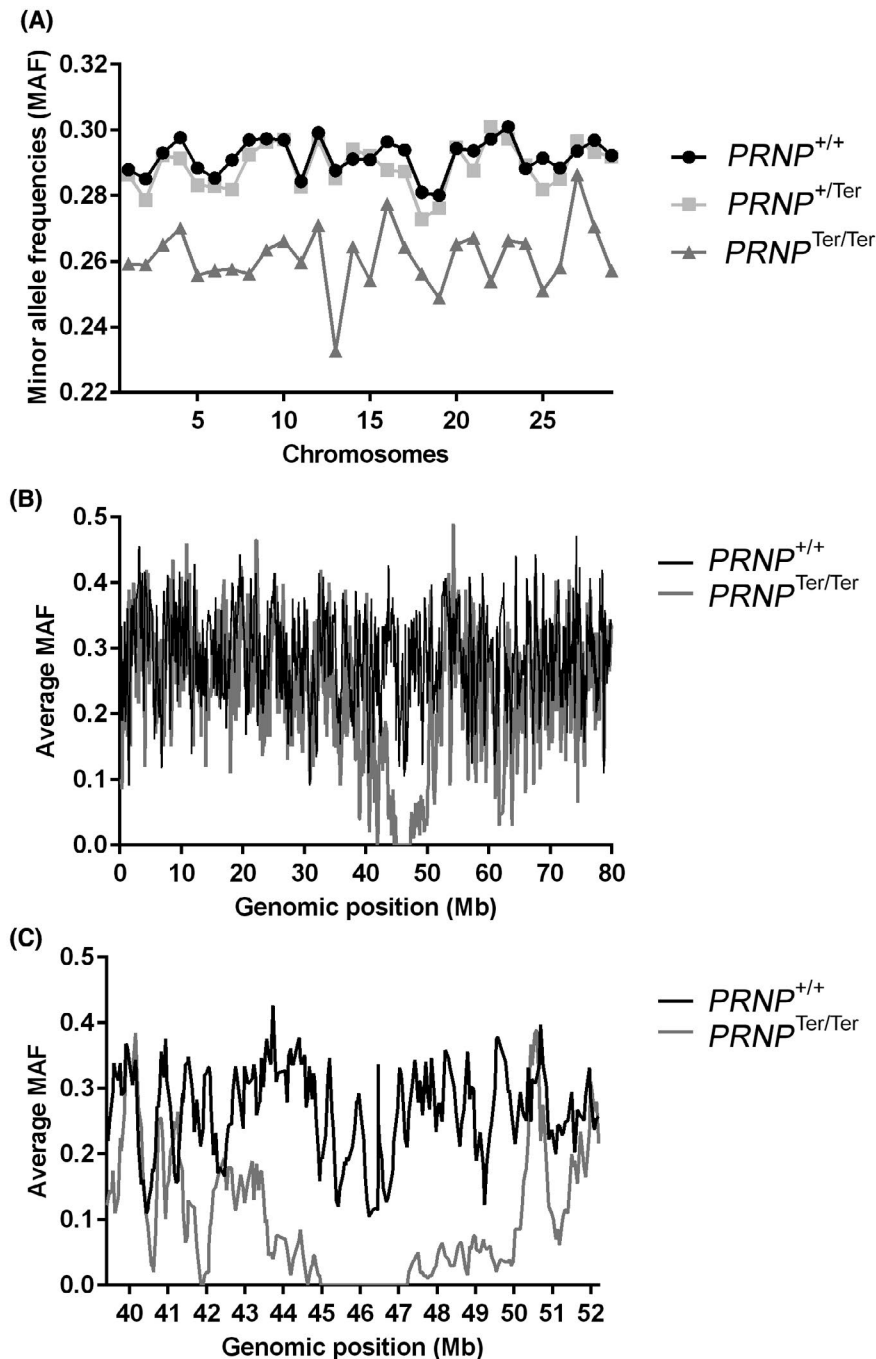 (A)
Minor allele frequencies (MAF)
0.32
0.30
0.28
0.26
0.24
0.22
5
10
15
20
25
Chromosomes
PRNP+/+
PRNP+/Ter
PRNPTer/Ter
(B)
Average MAF
0.5
0.4
0.3
0.2
0.1
0.0
0
10
20
30
40
50
60
70
80
Genomic position (Mb)
PRNP+/+
PRNPTer/Ter
(C)
Average MAF
0.5
0.4
0.3
0.2
0.1
0.0
40
41
42
43
44
45
46
47
48
49
50
51
52
Genomic position (Mb)
PRNP+/+
PRNPTer/Ter